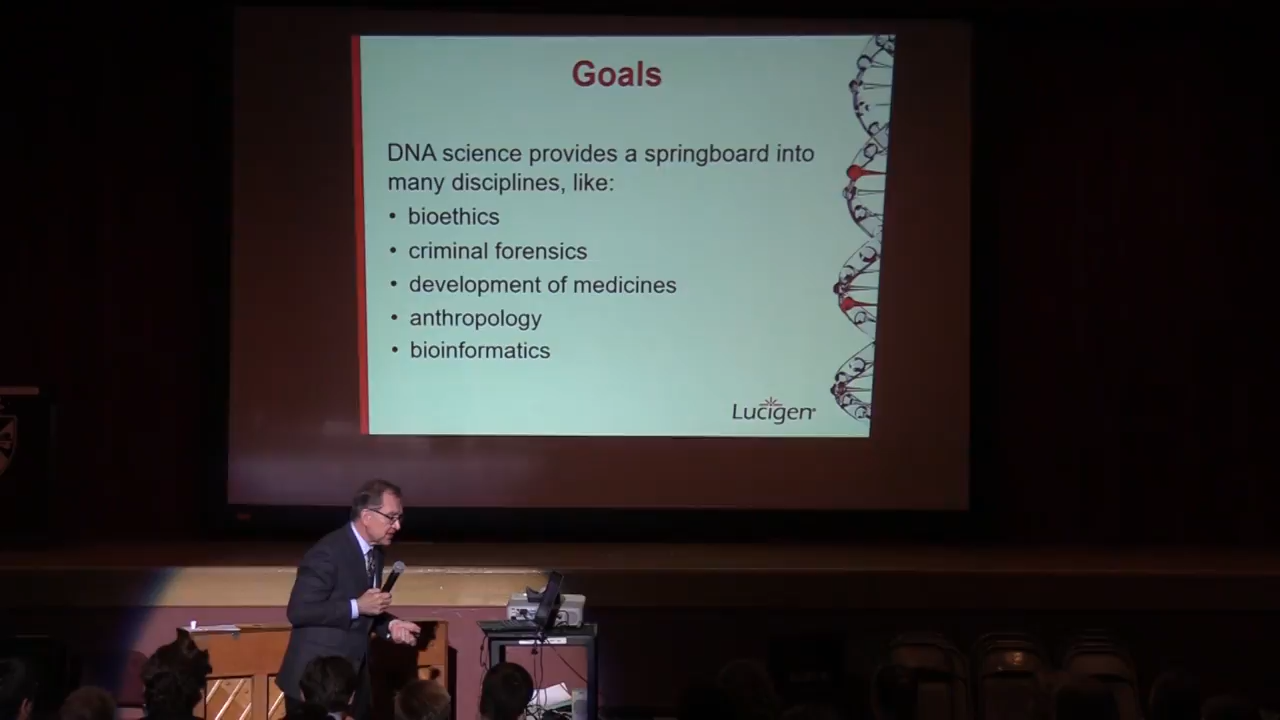 Goals
DNA science provides a springboard into
many disciplines, like:
• bioethics
• criminal forensics
• development of medicines
• anthropology
• bioinformatics
Lucigen